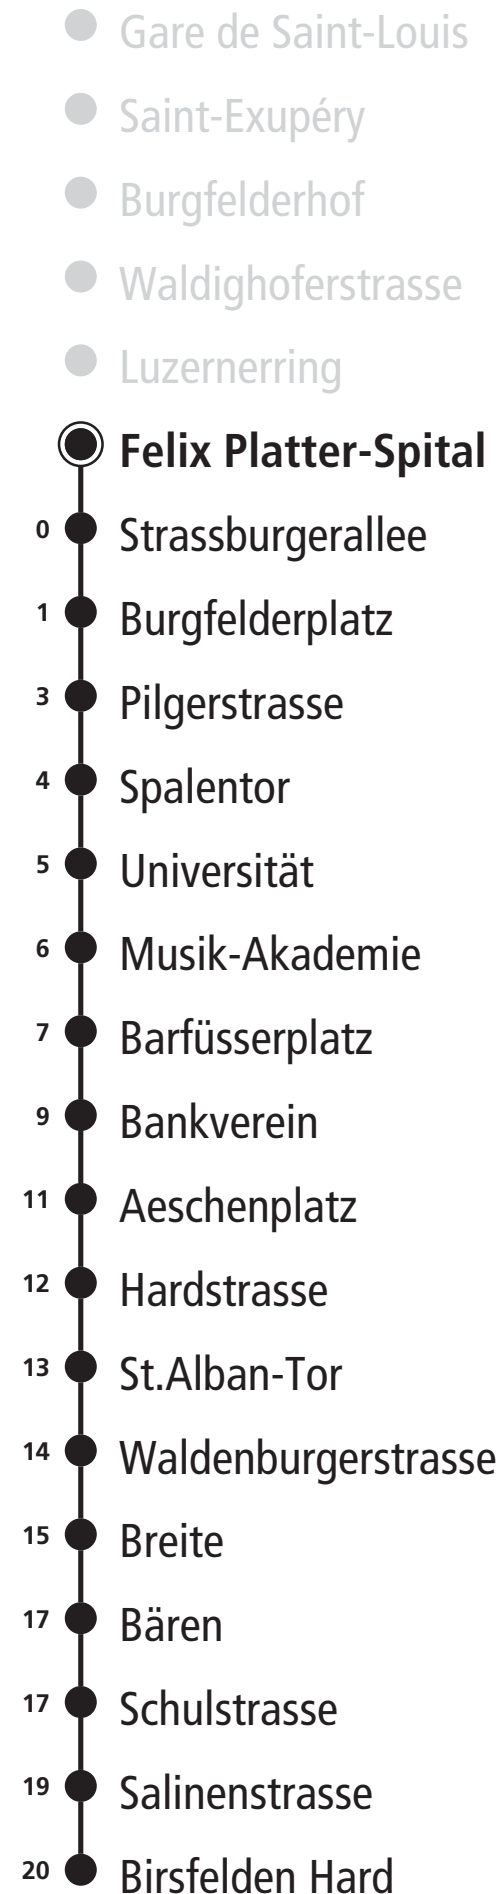 Gare de Saint-Louis
Saint-Exupéry
Burgfelderhof
Waldighoferstrasse
Luzernerring
Felix Platter-Spital
0 Strassburgerallee
1 Burgfelderplatz
3 Pilgerstrasse
4 Spalentor
5 Universität
6 Musik-Akademie
7 Barfüsserplatz
9 Bankverein
11 Aeschenplatz
12 Hardstrasse
13 St.Alban-Tor
14 Waldenburgerstrasse
15 Breite
17 Bären
17 Schulstrasse
19 Salinenstrasse
20 Birsfelden Hard